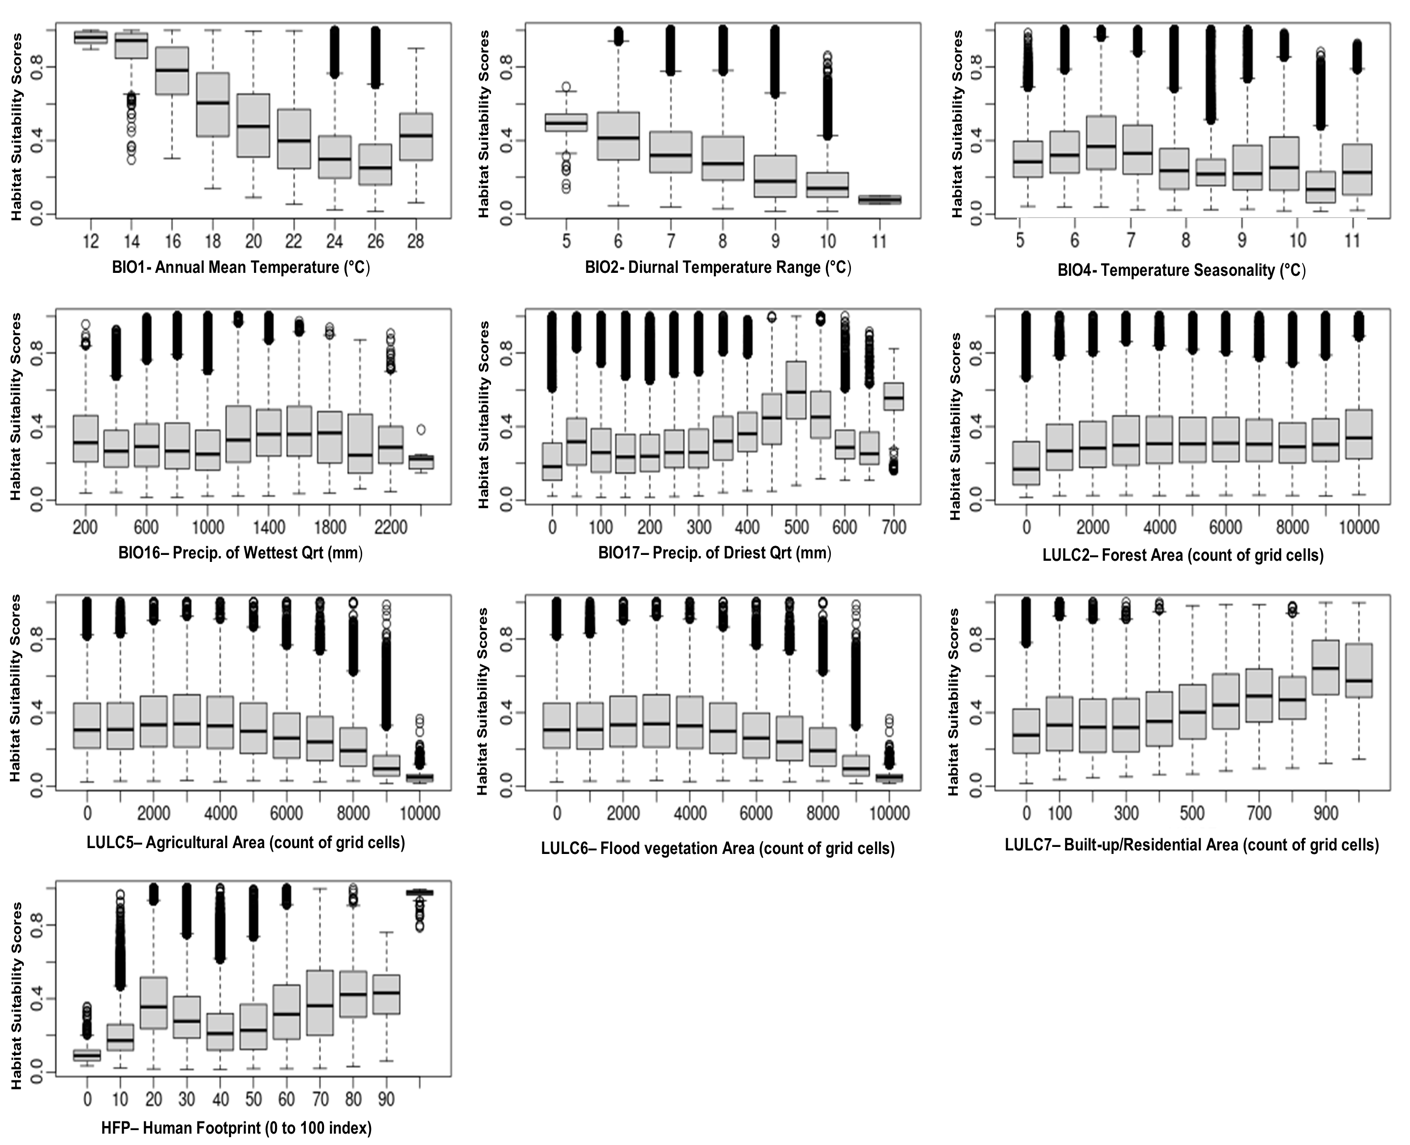 Habitat Suitability Scores
0.0 0.4 0.8
12 14 16 18 20 22 24 26 28
BIO1- Annual Mean Temperature (°C)
Habitat Suitability Scores
0.0 0.4 0.8
5 6 7 8 9 10 11
BIO2- Diurnal Temperature Range (°C)
Habitat Suitability Scores
0.0 0.4 0.8
5 6 7 8 9 10 11
BIO4- Temperature Seasonality (°C)
Habitat Suitability Scores
0.0 0.4 0.8
200 600 1000 1400 1800 2200
BIO16– Precip. of Wettest Qrt (mm)
Habitat Suitability Scores
0.0 0.4 0.8
0 100 200 300 400 500 600 700
BIO17– Precip. of Driest Qrt (mm)
Habitat Suitability Scores
0.0 0.4 0.8
0 2000 4000 6000 8000 10000
LULC2– Forest Area (count of grid cells)
Habitat Suitability Scores
0.0 0.4 0.8
0 2000 4000 6000 8000 10000
LULC5– Agricultural Area (count of grid cells)
Habitat Suitability Scores
0.0 0.4 0.8
0 2000 4000 6000 8000 10000
LULC6– Flood vegetation Area (count of grid cells)
Habitat Suitability Scores
0.0 0.4 0.8
0 100 300 500 700 900
LULC7– Built-up/Residential Area (count of grid cells)
Habitat Suitability Scores
0.0 0.4 0.8
0 10 20 30 40 50 60 70 80 90
HFP– Human Footprint (0 to 100 index)